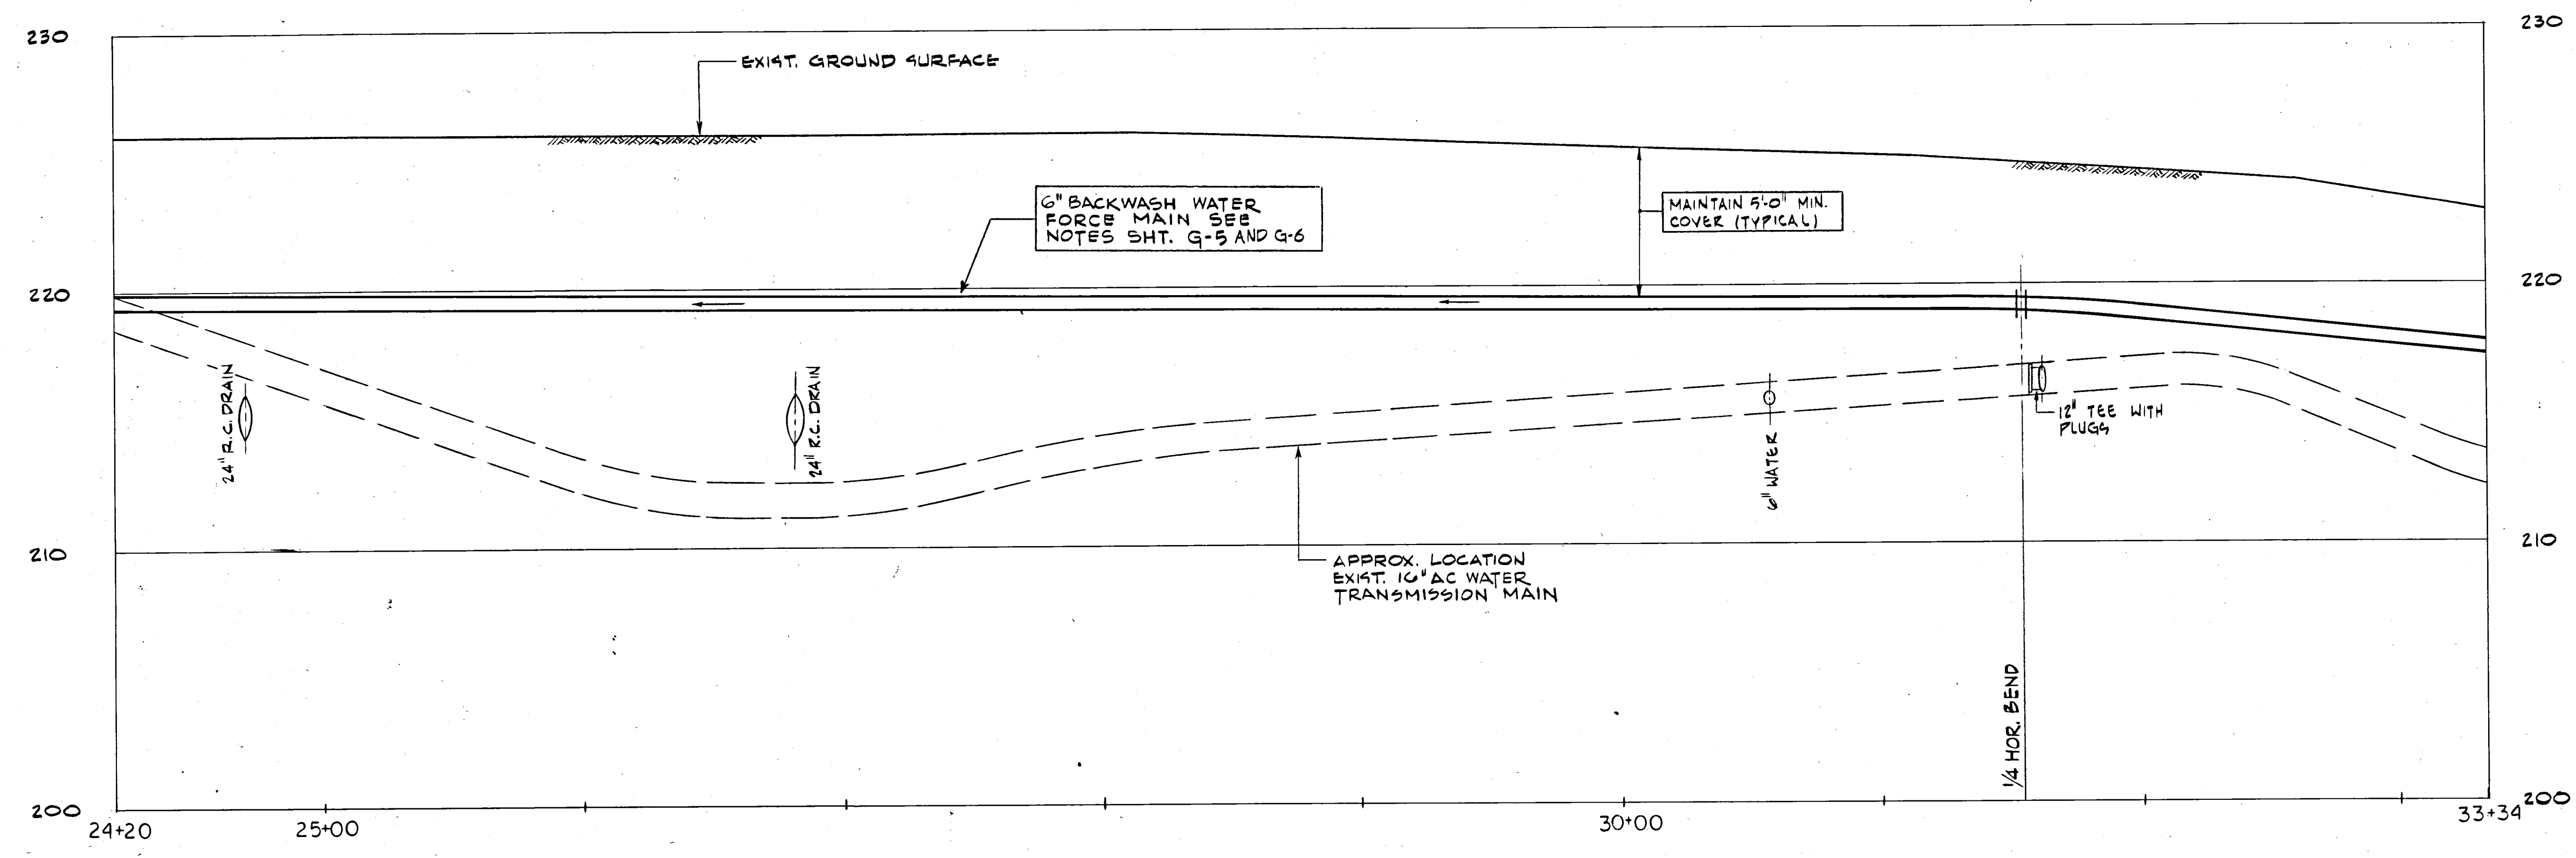 230
230
EXIST. GROUND SURFACE
6" BACKWASH WATER
FORCE MAIN SEE
NOTES SHT. G-5 AND G-6
MAINTAIN 5'-0" MIN.
COVER (TYPICAL)
220
220
24" R.C. DRAIN
24" R.C. DRAIN
6" WATER
12" TEE WITH
PLUGS
210
210
APPROX. LOCATION
EXIST. 16" AC WATER
TRANSMISSION MAIN
1/4 HOR. BEND
200
200
24+20
25+00
30+00
33+34